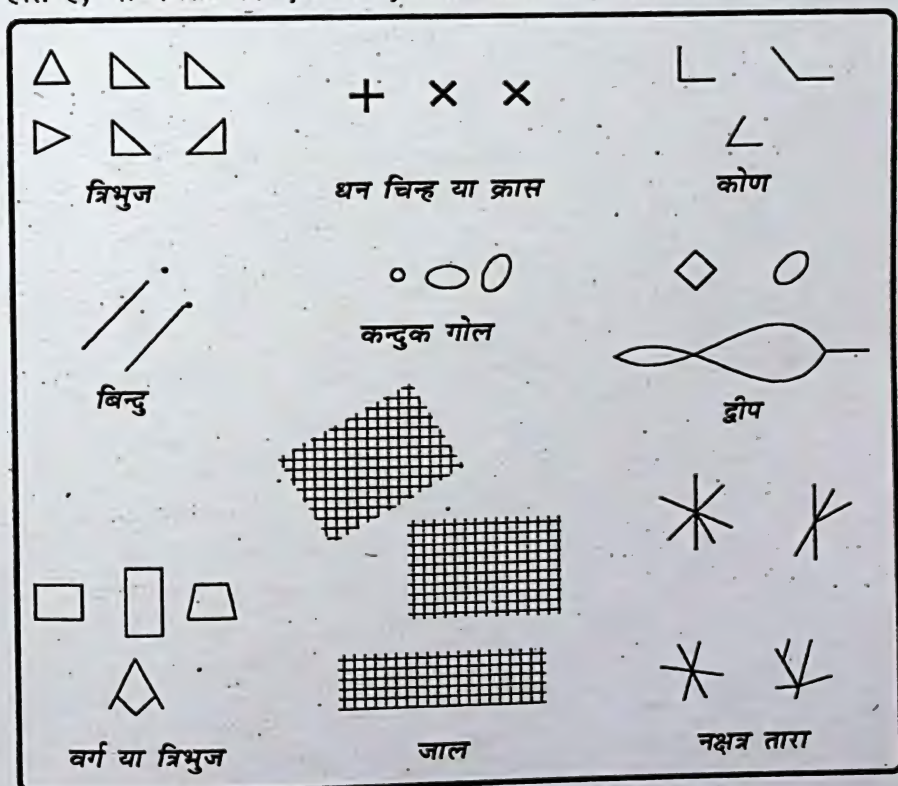 त्रिभुज
धन चिन्ह या क्रास
कोण
बिन्दु
कन्दुक गोल
द्वीप
वर्ग या त्रिभुज
जाल
नक्षत्र तारा